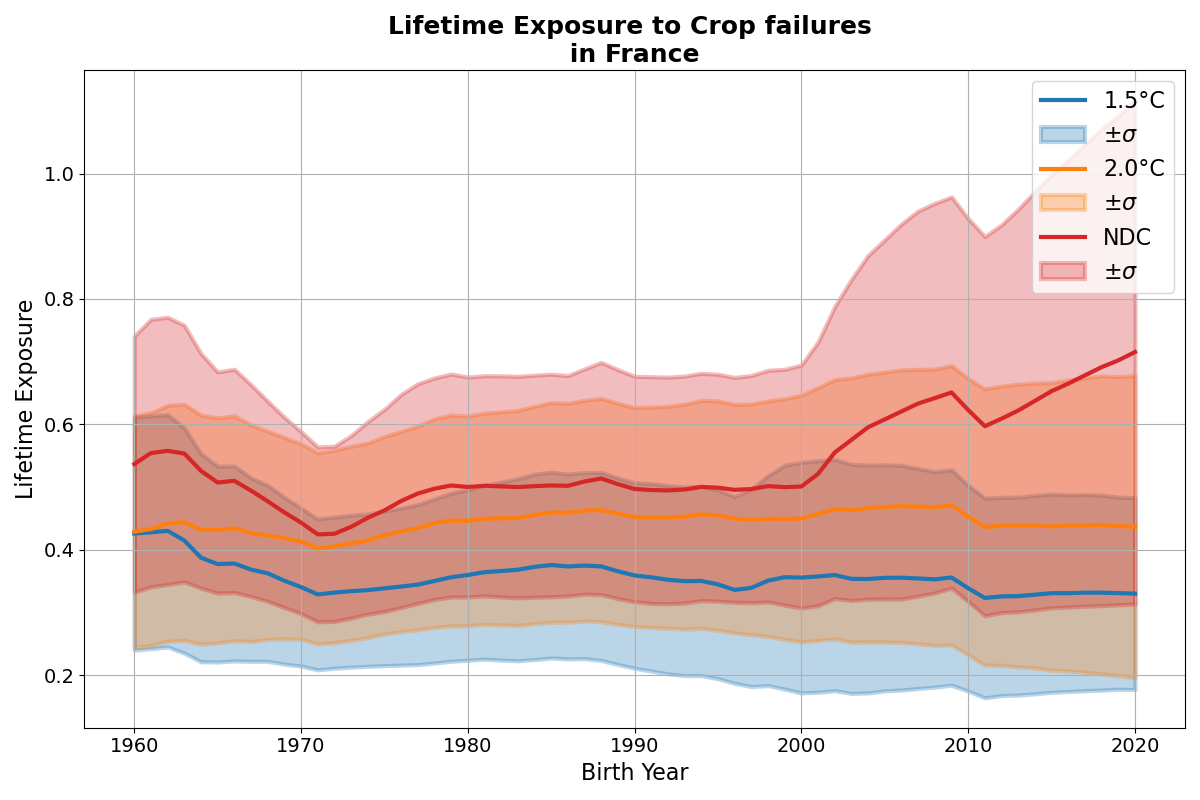 Lifetime Exposure to Crop failures
in France
Lifetime Exposure
1.0
0.8
0.6
0.4
0.2
1960
1970
1980
1990
2000
2010
2020
Birth Year
1.5°C
±σ
2.0°C
±σ
NDC
±σ